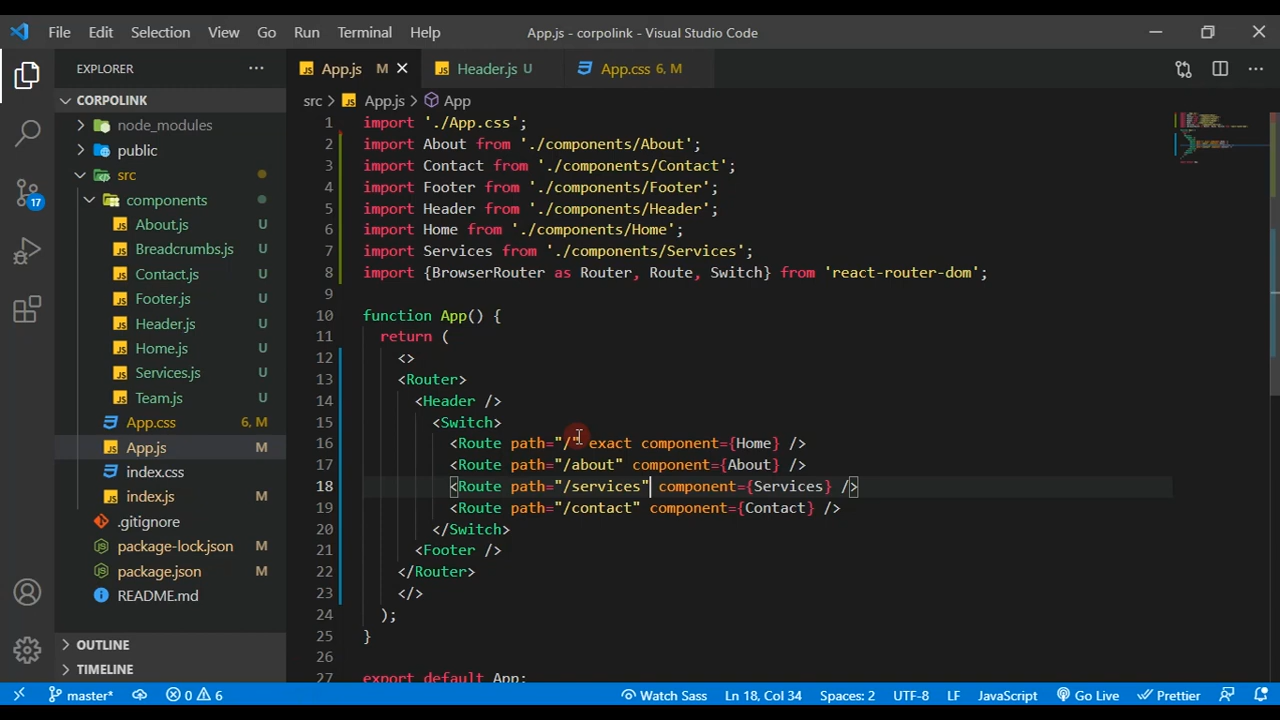 File Edit Selection View Go Run Terminal Help App.js - corpolink - Visual Studio Code
EXPLORER
CORPOLINK
node_modules
public
src
components
About.js U
Breadcrumbs.js U
Contact.js U
Footer.js U
Header.js U
Home.js U
Services.js U
Team.js U
App.css 6, M
App.js M
index.css
index.js M
.gitignore
package-lock.json M
package.json M
README.md
OUTLINE
TIMELINE
17
App.js M Header.js U App.css 6, M
src > App.js > App
1 import './App.css';
2 import About from './components/About';
3 import Contact from './components/Contact';
4 import Footer from './components/Footer';
5 import Header from './components/Header';
6 import Home from './components/Home';
7 import Services from './components/Services';
8 import {BrowserRouter as Router, Route, Switch} from 'react-router-dom';
9
10 function App() {
11 return (
12 <>
13 <Router>
14 <Header />
15 <Switch>
16 <Route path="/" exact component={Home} />
17 <Route path="/about" component={About} />
18 <Route path="/services" component={Services} />
19 <Route path="/contact" component={Contact} />
20 </Switch>
21 <Footer />
22 </Router>
23 </>
24 );
25 }
26
27 export default App;
master* 0 6 Watch Sass Ln 18, Col 34 Spaces: 2 UTF-8 LF JavaScript Go Live Prettier